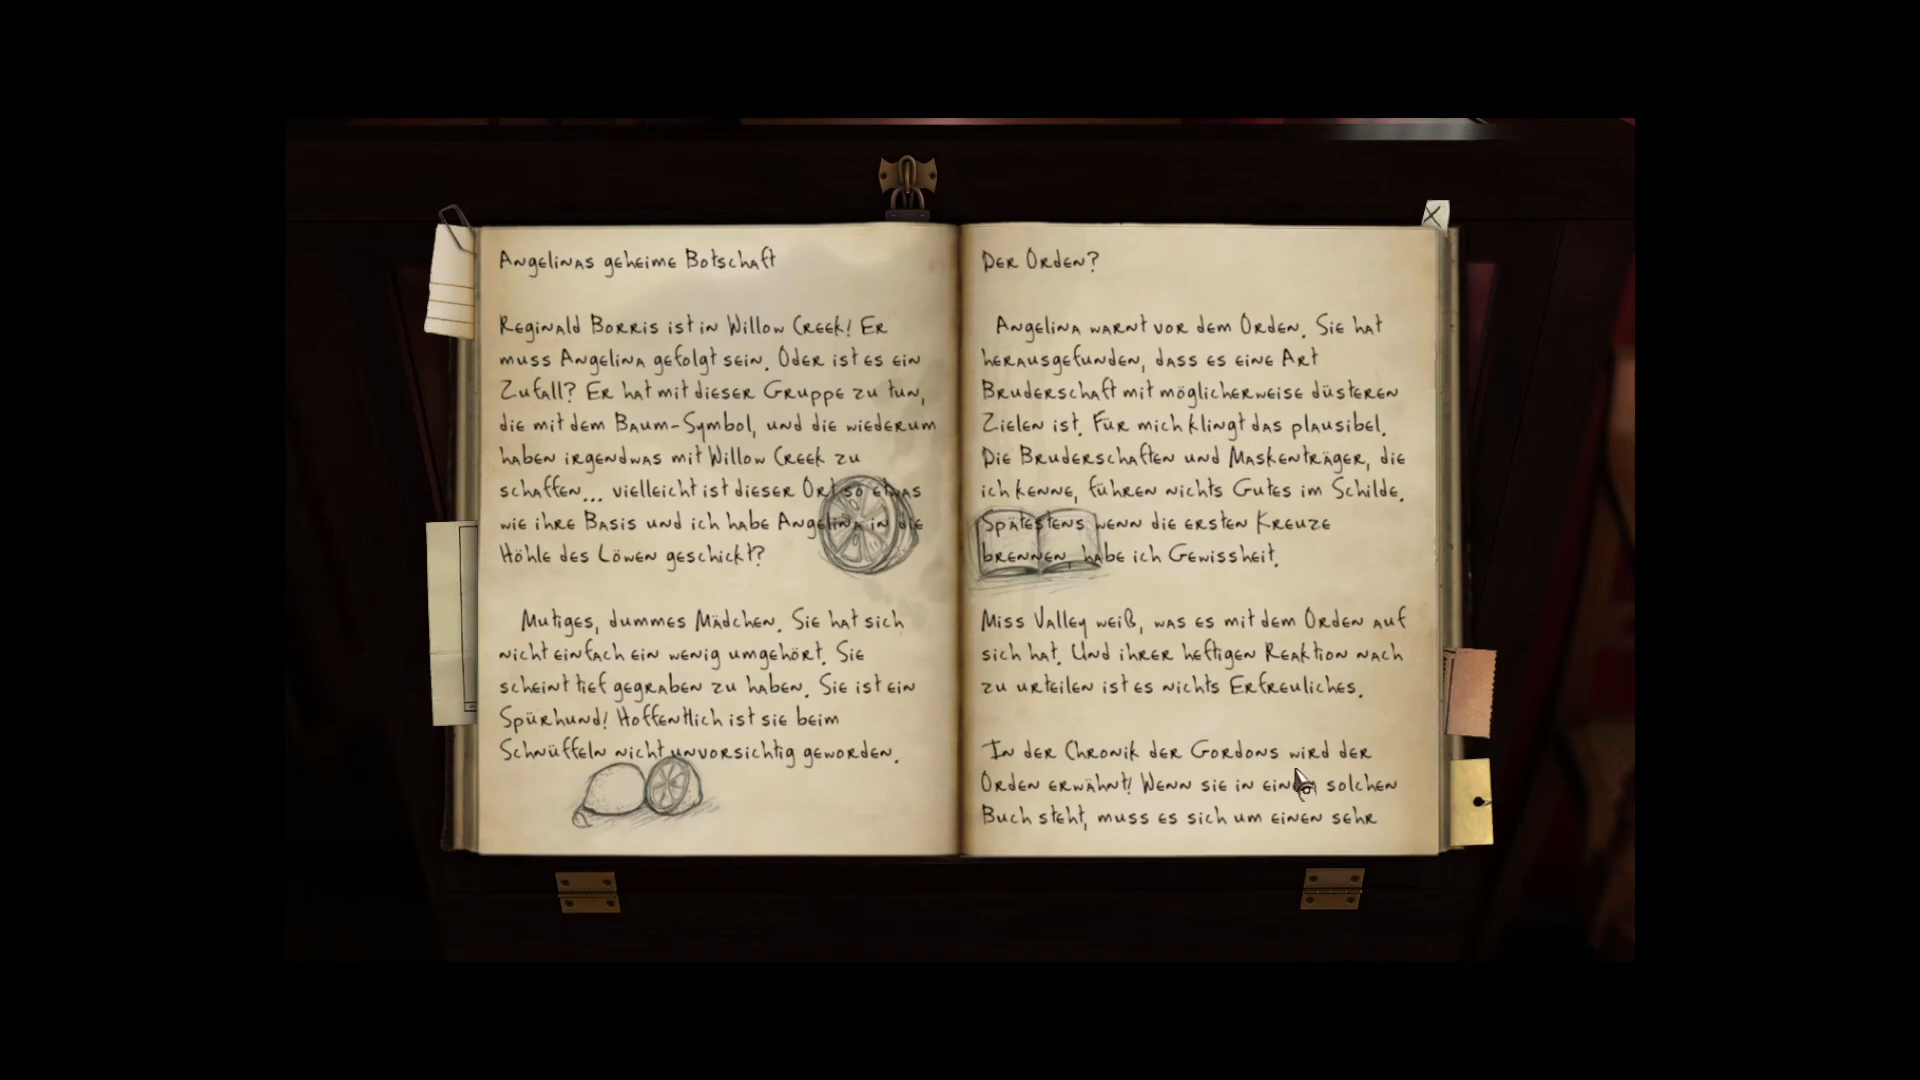 Angelinas geheime Botschaft
Reginald Borris ist in Willow Creek! Er
muss Angelina gefolgt sein. Oder ist es ein
Zufall? Er hat mit dieser Gruppe zu tun,
die mit dem Baum-Symbol, und die wiederum
haben irgendwas mit Willow Creek zu
schaffen... vielleicht ist dieser Ort so etwas
wie ihre Basis und ich habe Angelina in die
Höhle des Löwen geschickt?
Mutiges, dummes Mädchen. Sie hat sich
nicht einfach ein wenig umgehört. Sie
scheint tief gegraben zu haben. Sie ist ein
Spürhund! Hoffentlich ist sie beim
Schnüffeln nicht unvorsichtig geworden.
Der Orden?
Angelina warnt vor dem Orden. Sie hat
herausgefunden, dass es eine Art
Bruderschaft mit möglicherweise düsteren
Zielen ist. Für mich klingt das plausibel.
Die Bruderschaften und Maskenträger, die
ich kenne, führen nichts Gutes im Schilde.
Spätestens wenn die ersten Kreuze
brennen, habe ich Gewissheit.
Miss Valley weiß, was es mit dem Orden auf
sich hat. Und ihrer heftigen Reaktion nach
zu urteilen ist es nichts Erfreuliches.
In der Chronik der Gordons wird der
Orden erwähnt! Wenn sie in einem solchen
Buch steht, muss es sich um einen sehr